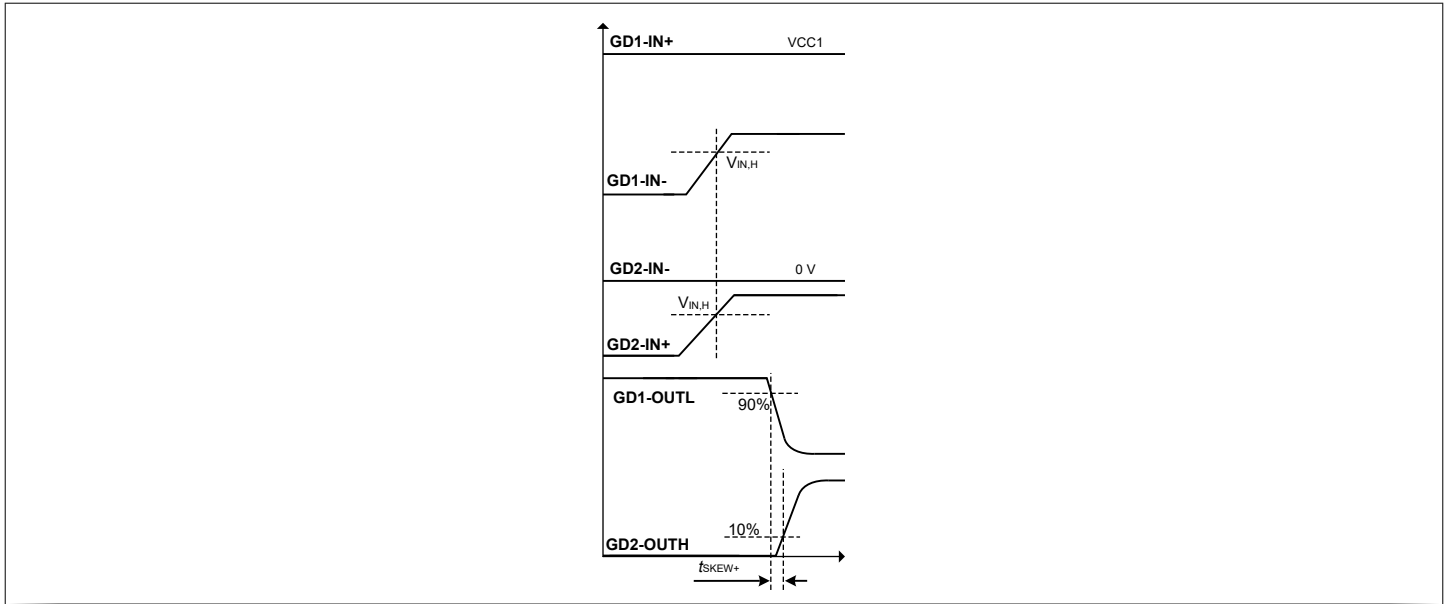 GD1-IN+ VCC1
VIN,H
GD1-IN-
GD2-IN- 0 V
VIN,H
GD2-IN+
GD1-OUTL
90%
10%
GD2-OUTH
tSKEW+